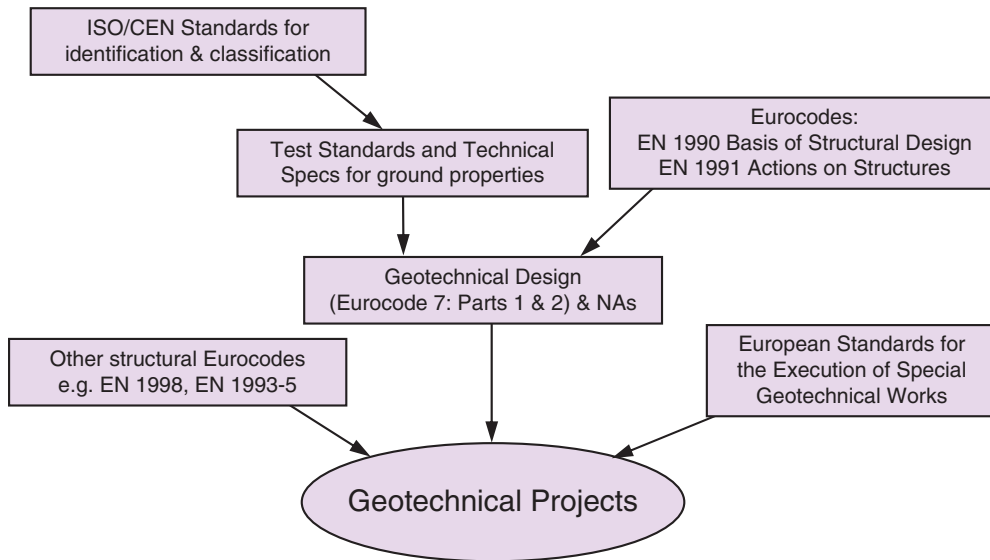 ISO/CEN Standards for
identification & classification
Eurocodes:
EN 1990 Basis of Structural Design
EN 1991 Actions on Structures
Test Standards and Technical
Specs for ground properties
Geotechnical Design
(Eurocode 7: Parts 1 & 2) & NAs
Other structural Eurocodes
e.g. EN 1998, EN 1993-5
European Standards for
the Execution of Special
Geotechnical Works
Geotechnical Projects